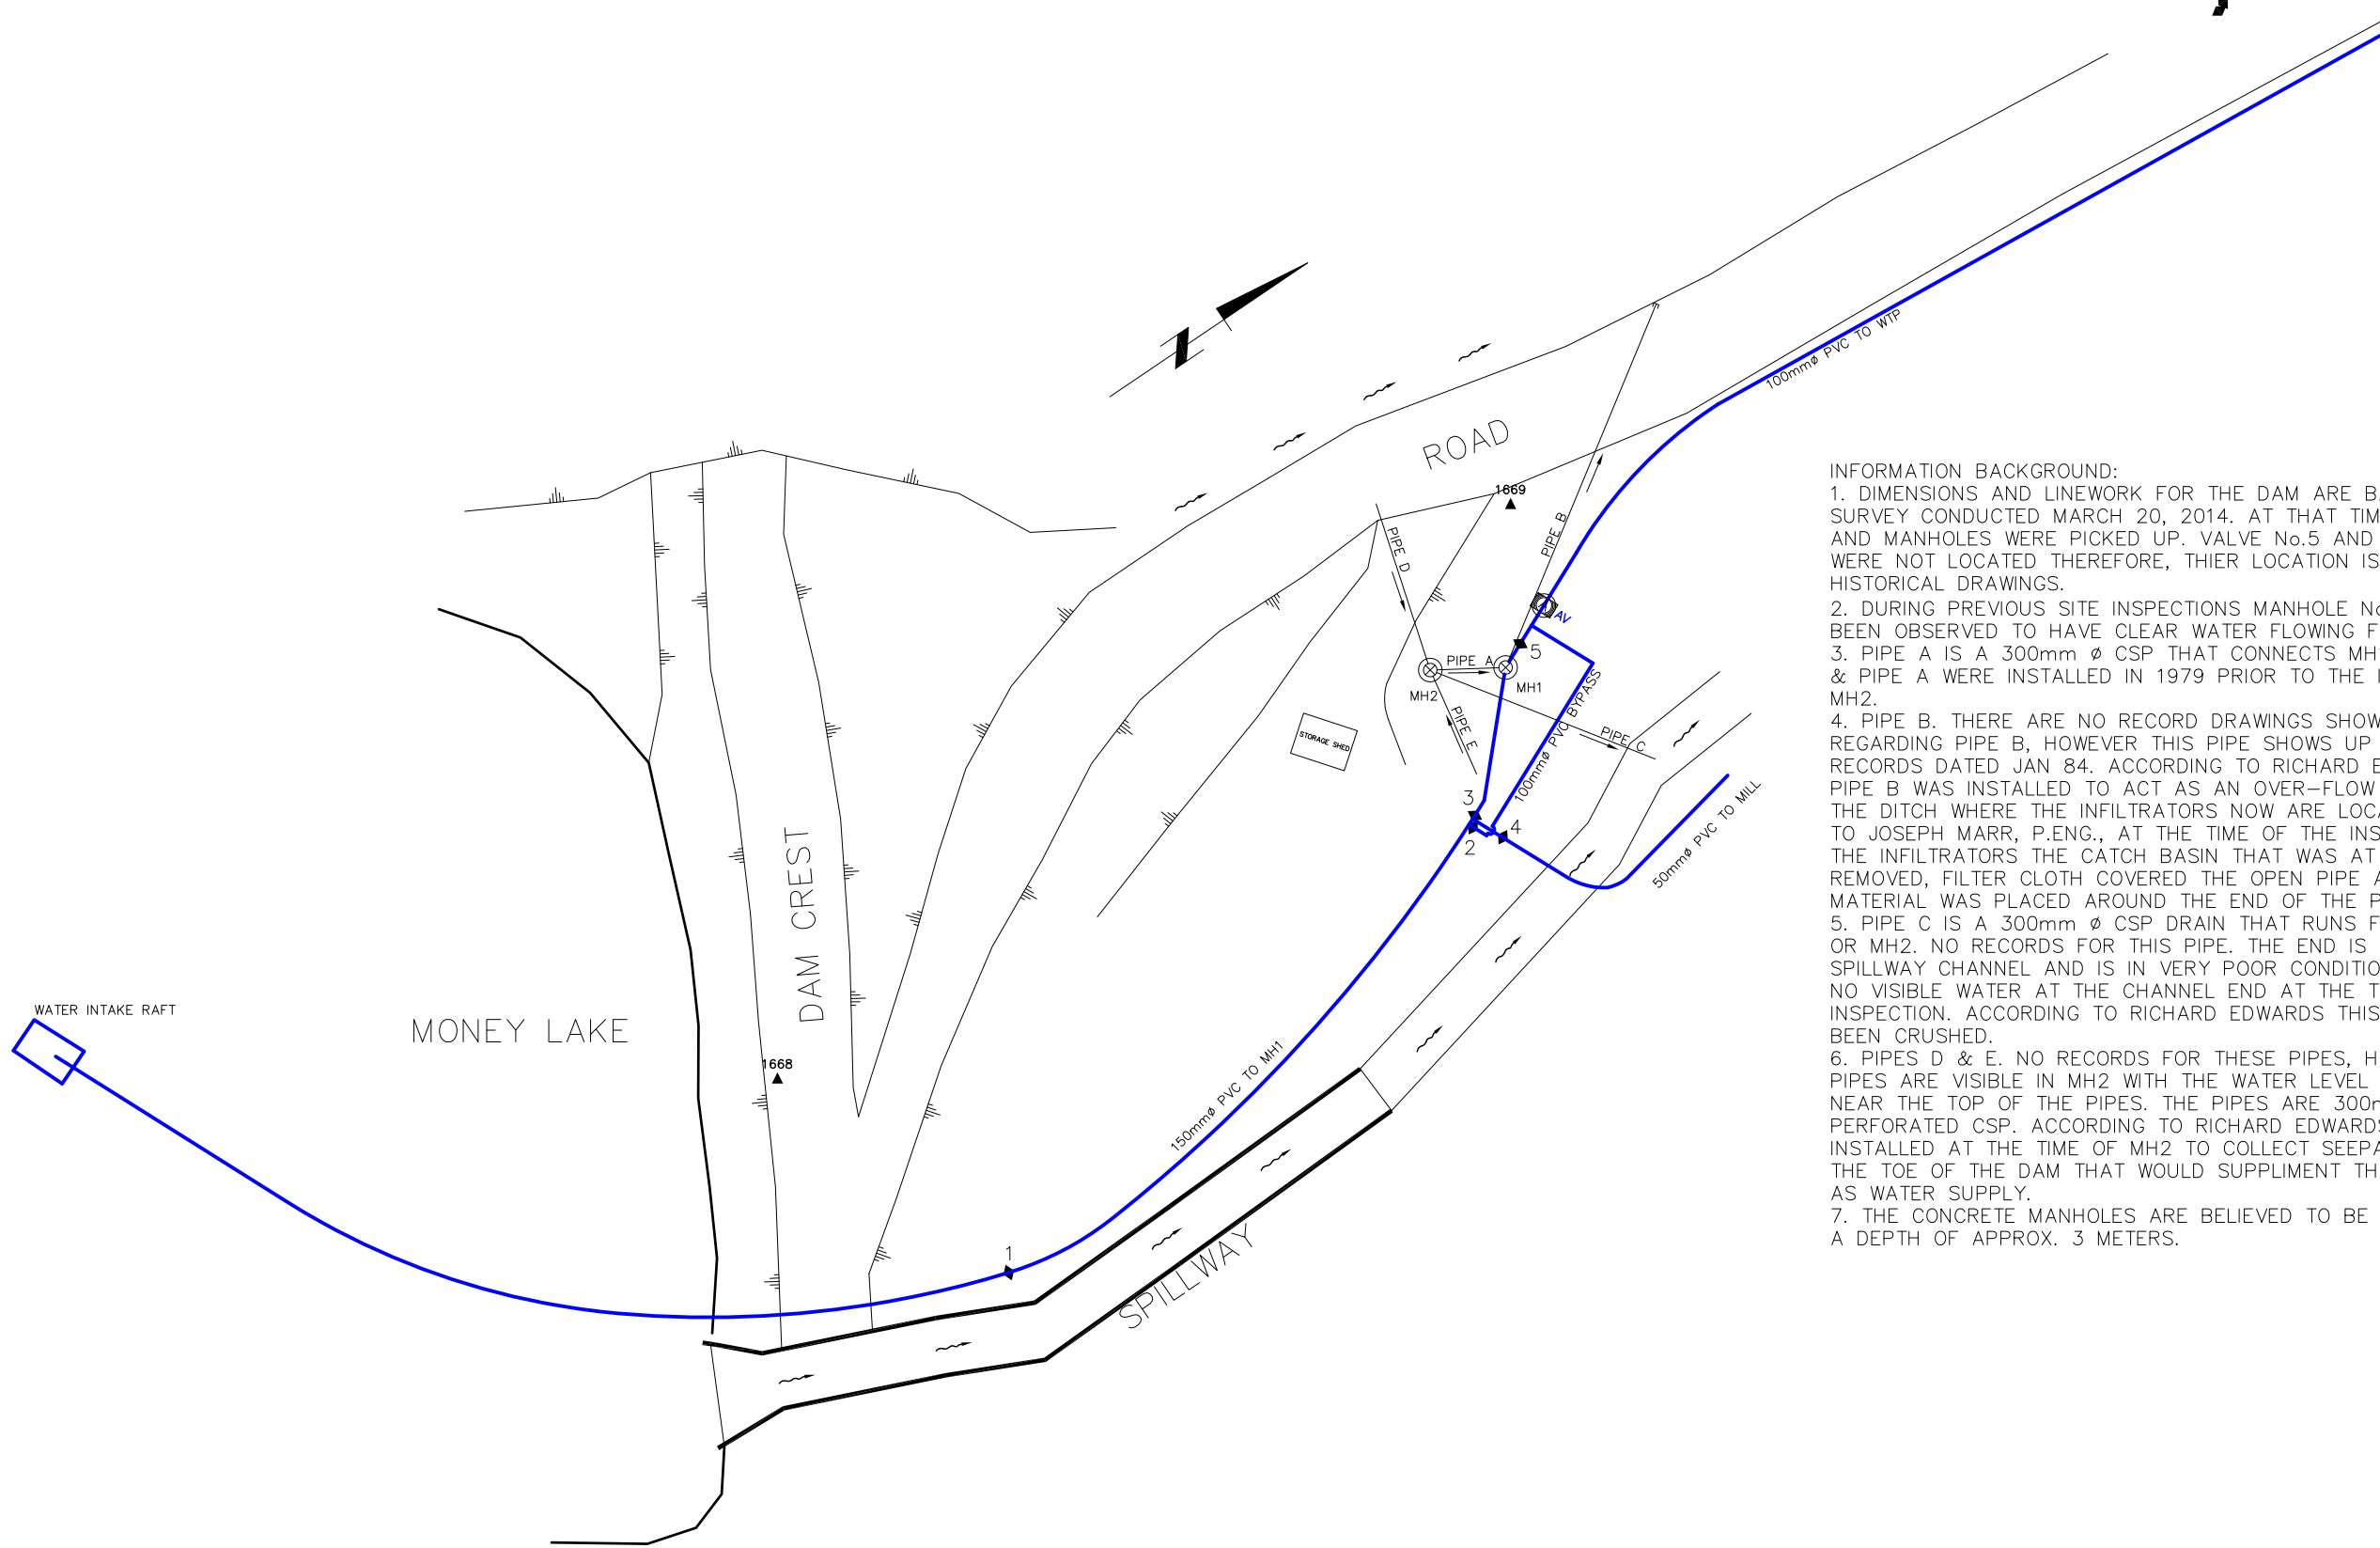 N
100mmø PVC TO WTP
ROAD
1669
PIPE D
PIPE B
AV
5
PIPE A
MH1
MH2
PIPE E
100mmø PVC BYPASS
PIPE C
STORAGE SHED
3
4
2
50mmø PVC TO MILL
DAM CREST
WATER INTAKE RAFT
MONEY LAKE
1668
150mmø PVC TO MH1
1
SPILLWAY
INFORMATION BACKGROUND:
1. DIMENSIONS AND LINEWORK FOR THE DAM ARE B
SURVEY CONDUCTED MARCH 20, 2014. AT THAT TIM
AND MANHOLES WERE PICKED UP. VALVE No.5 AND
WERE NOT LOCATED THEREFORE, THIER LOCATION IS
HISTORICAL DRAWINGS.
2. DURING PREVIOUS SITE INSPECTIONS MANHOLE No
BEEN OBSERVED TO HAVE CLEAR WATER FLOWING F
3. PIPE A IS A 300mm ø CSP THAT CONNECTS MH
& PIPE A WERE INSTALLED IN 1979 PRIOR TO THE I
MH2.
4. PIPE B. THERE ARE NO RECORD DRAWINGS SHOW
REGARDING PIPE B, HOWEVER THIS PIPE SHOWS UP
RECORDS DATED JAN 84. ACCORDING TO RICHARD E
PIPE B WAS INSTALLED TO ACT AS AN OVER-FLOW
THE DITCH WHERE THE INFILTRATORS NOW ARE LOCA
TO JOSEPH MARR, P.ENG., AT THE TIME OF THE INS
THE INFILTRATORS THE CATCH BASIN THAT WAS AT
REMOVED, FILTER CLOTH COVERED THE OPEN PIPE A
MATERIAL WAS PLACED AROUND THE END OF THE P
5. PIPE C IS A 300mm ø CSP DRAIN THAT RUNS F
OR MH2. NO RECORDS FOR THIS PIPE. THE END IS
SPILLWAY CHANNEL AND IS IN VERY POOR CONDITIO
NO VISIBLE WATER AT THE CHANNEL END AT THE T
INSPECTION. ACCORDING TO RICHARD EDWARDS THIS
BEEN CRUSHED.
6. PIPES D & E. NO RECORDS FOR THESE PIPES, H
PIPES ARE VISIBLE IN MH2 WITH THE WATER LEVEL
NEAR THE TOP OF THE PIPES. THE PIPES ARE 300m
PERFORATED CSP. ACCORDING TO RICHARD EDWARDS
INSTALLED AT THE TIME OF MH2 TO COLLECT SEEPA
THE TOE OF THE DAM THAT WOULD SUPPLIMENT TH
AS WATER SUPPLY.
7. THE CONCRETE MANHOLES ARE BELIEVED TO BE
A DEPTH OF APPROX. 3 METERS.